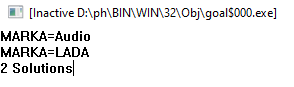 [Inactive D:\ph\BIN\WIN\32\Obj\goal$000.exe]
MARKA=Audio
MARKA=LADA
2 Solutions